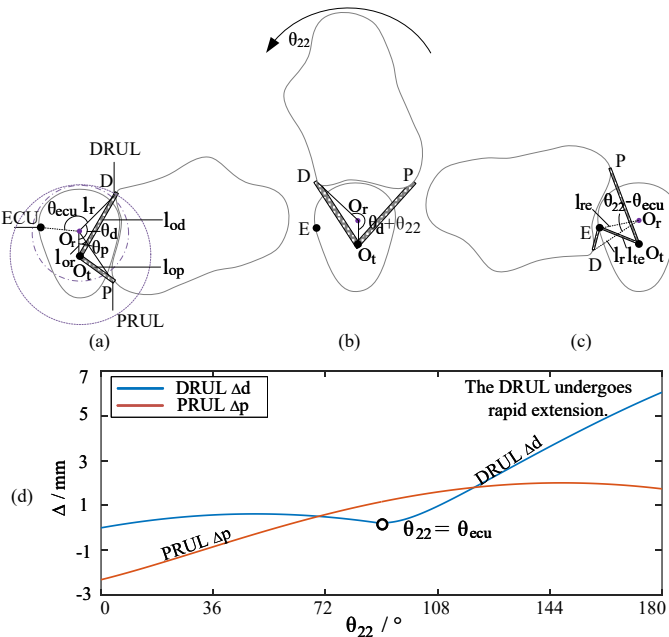 θ22
DRUL
D
ECU
θecu
lr
lod
Or
θd
θp
lor
Ot
lop
P
PRUL
(a)
D
P
Or
θd+θ22
E
Ot
(b)
P
θ22-θecu
lre
Or
E
D
lr
lte
Ot
(c)
(d)
Δ / mm
7
5
3
1
-1
-3
DRUL Δd
PRUL Δp
The DRUL undergoes
rapid extension.
DRUL Δd
PRUL Δp
θ22 = θecu
0
36
72
108
144
180
θ22 / °